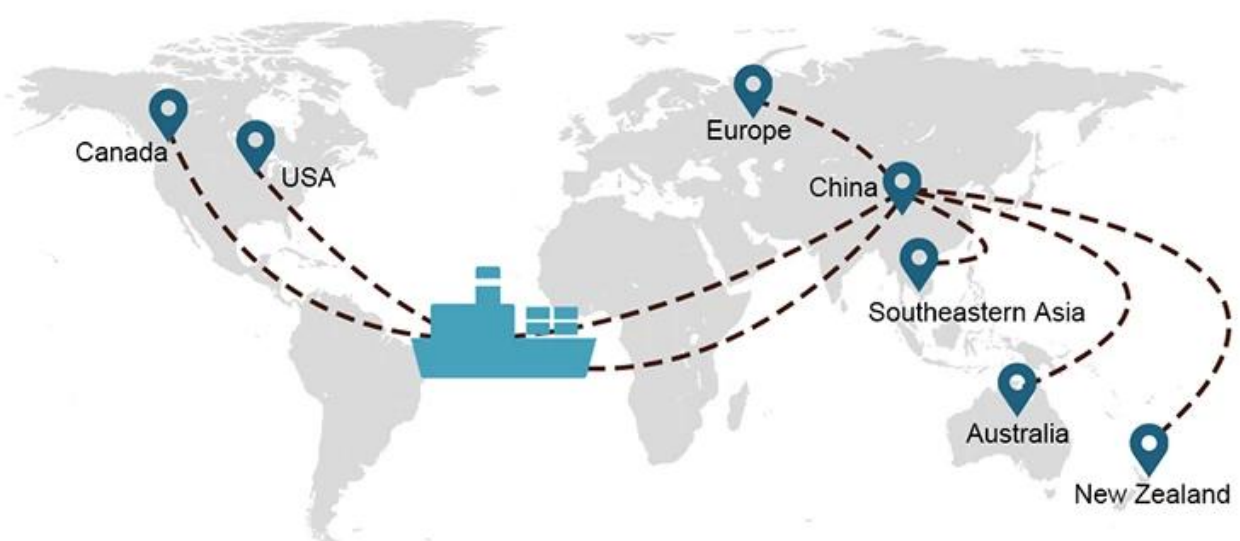 Canada
USA
Europe
China
Southeastern Asia
Australia
New Zealand